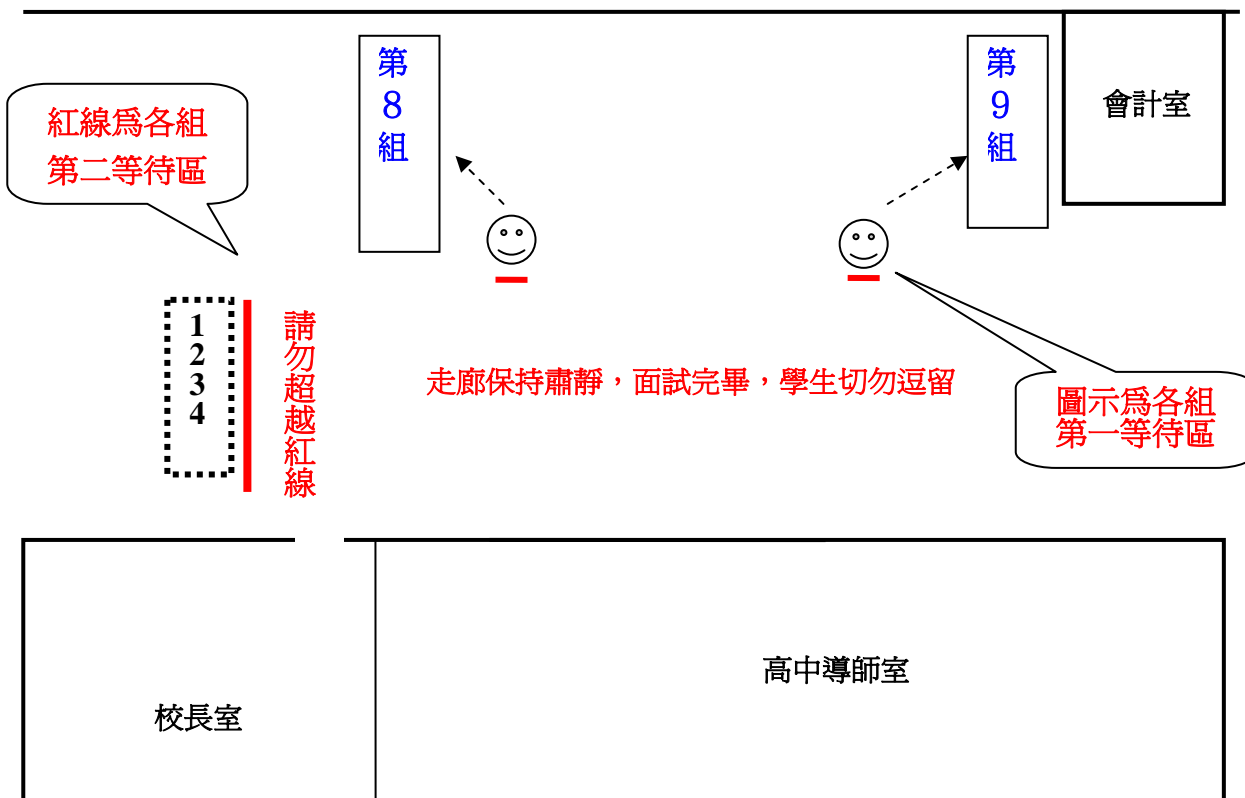 第8組
第9組
會計室
紅線為各組
第二等待區
1
2
3
4
請勿超越紅線
走廊保持肅靜，面試完畢，學生切勿逗留
圖示為各組
第一等待區
高中導師室
校長室